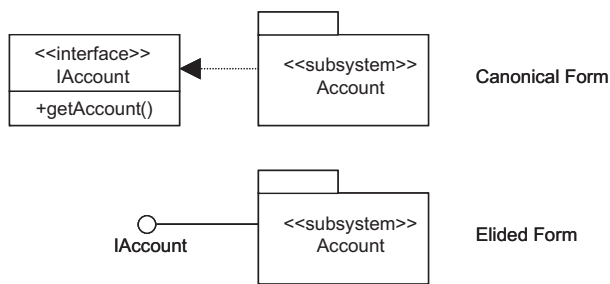 <<interface>>
IAccount
+getAccount()
<<subsystem>>
Account
Canonical Form
IAccount
<<subsystem>>
Account
Elided Form